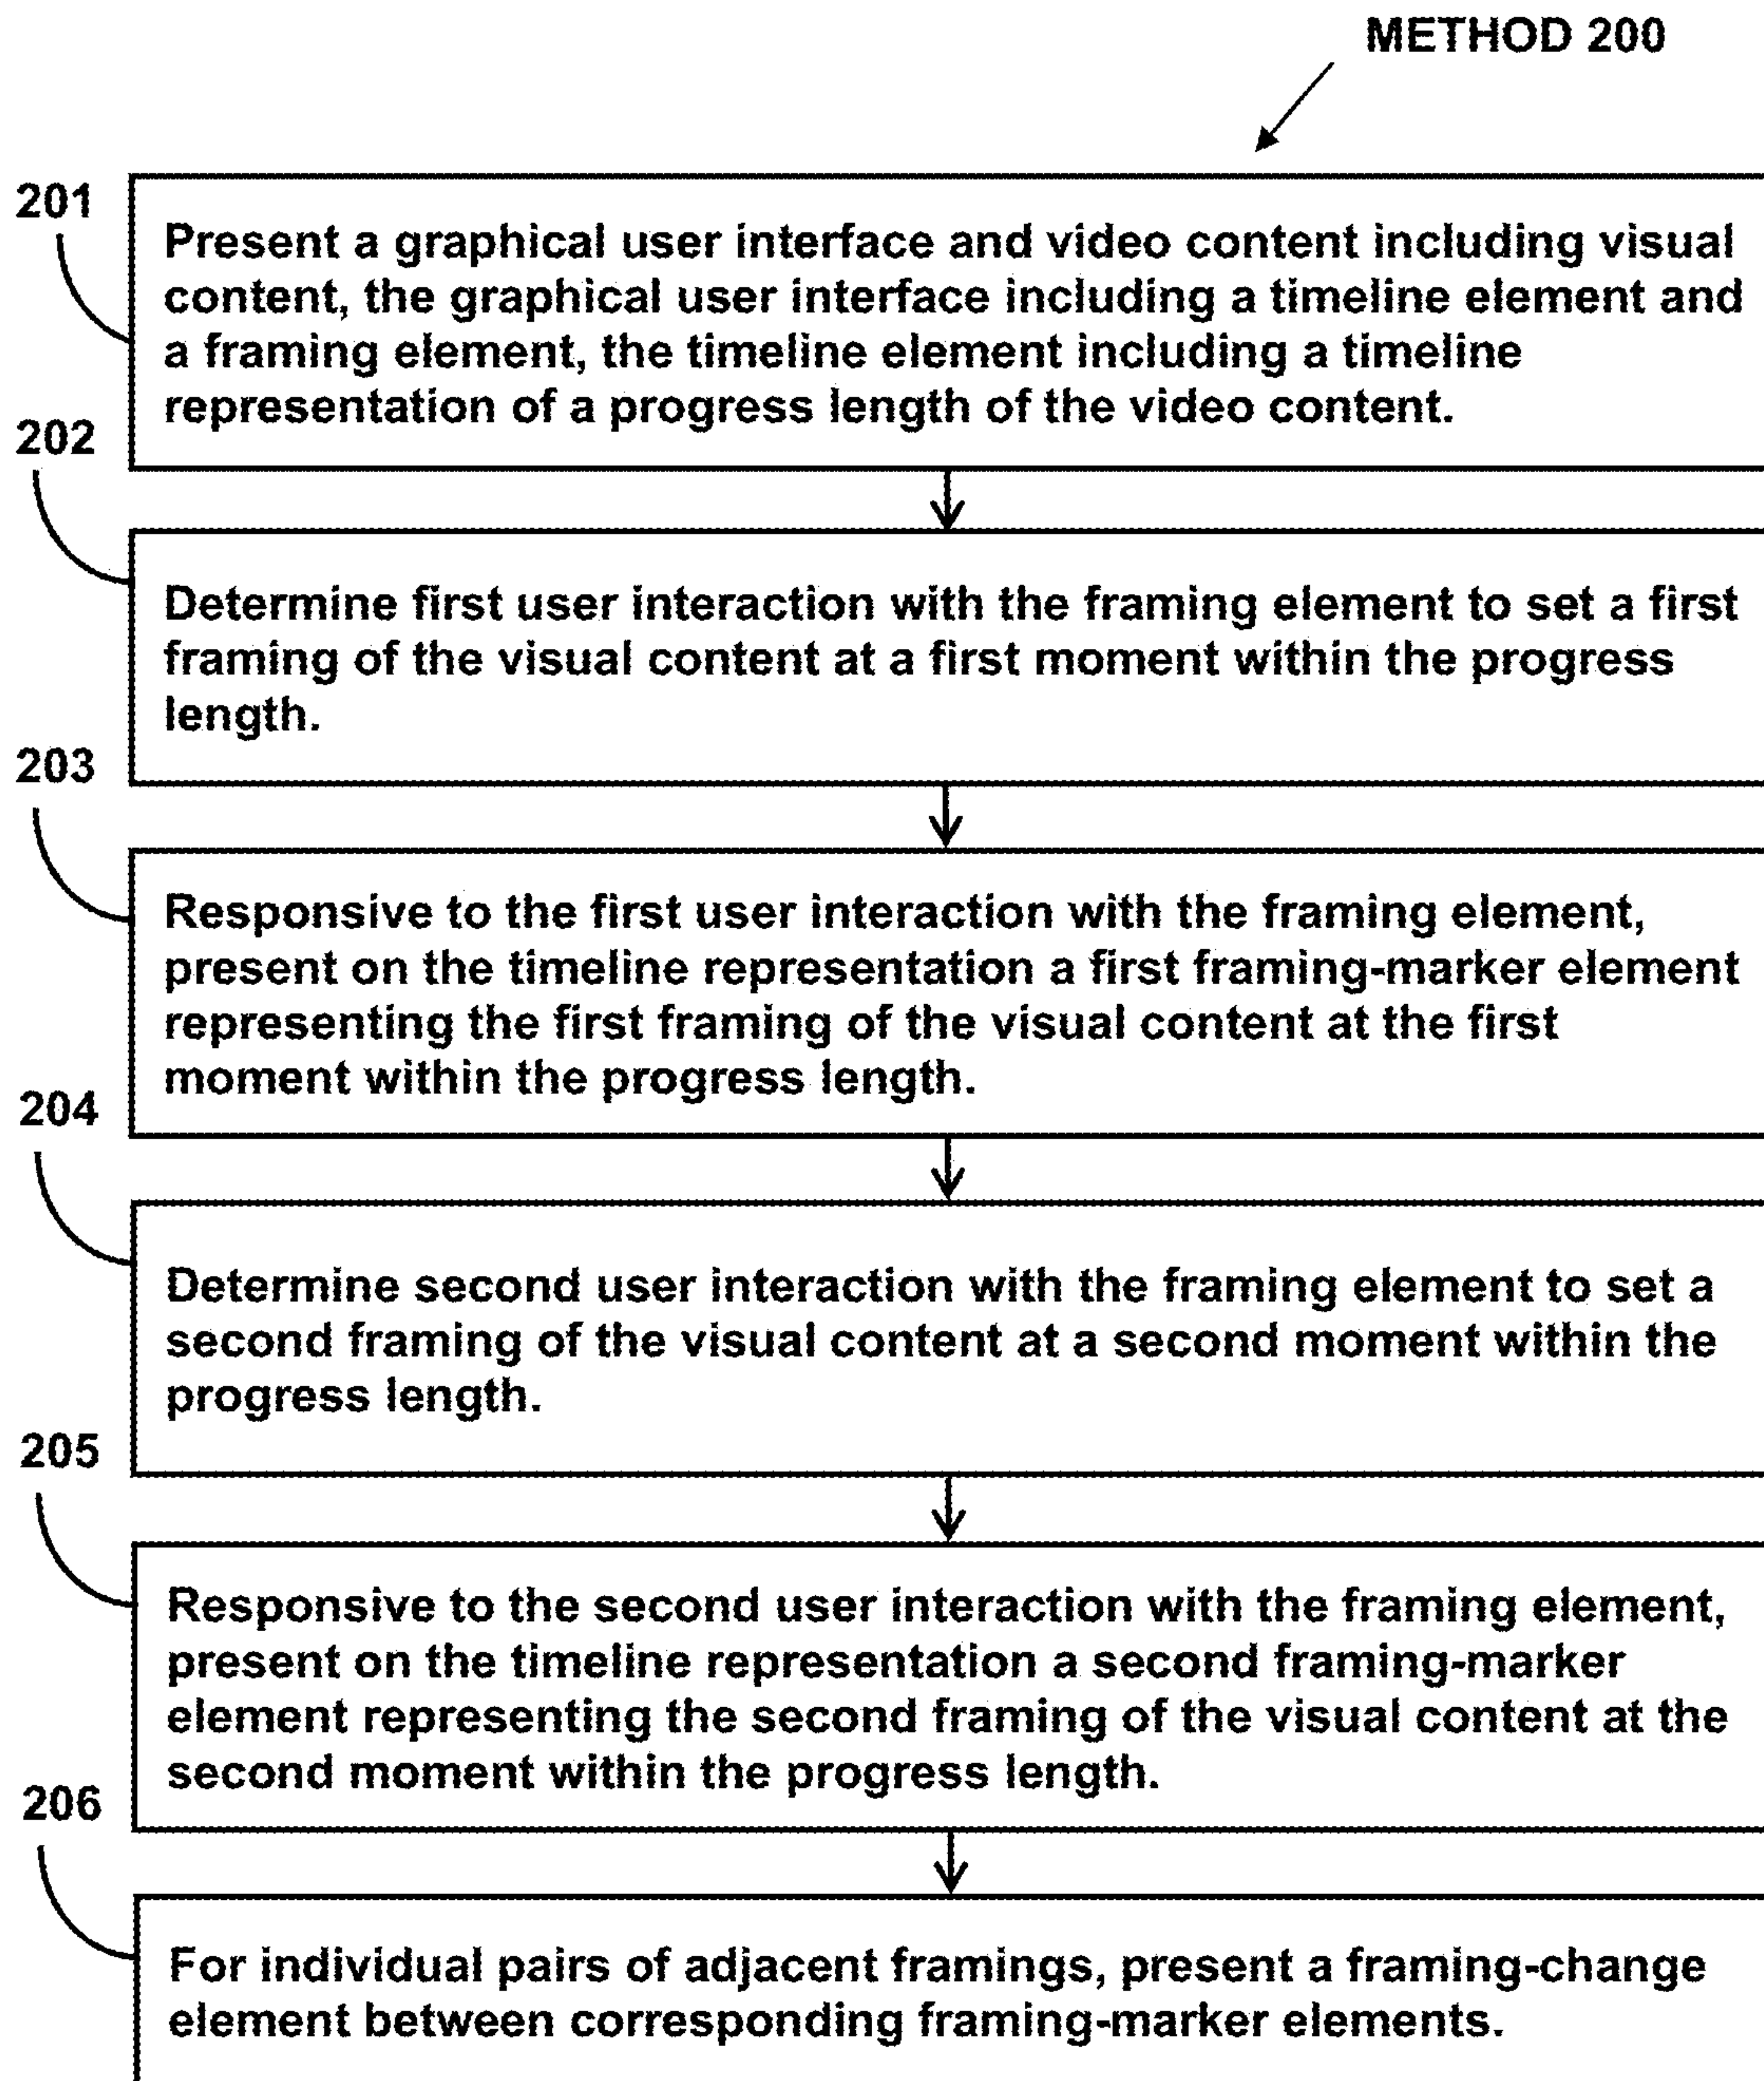 METHOD 200
201
Present a graphical user interface and video content including visual
content, the graphical user interface including a timeline element and
a framing element, the timeline element including a timeline
representation of a progress length of the video content.
202
Determine first user interaction with the framing element to set a first
framing of the visual content at a first moment within the progress
length.
203
Responsive to the first user interaction with the framing element,
present on the timeline representation a first framing-marker element
representing the first framing of the visual content at the first
moment within the progress length.
204
Determine second user interaction with the framing element to set a
second framing of the visual content at a second moment within the
progress length.
205
Responsive to the second user interaction with the framing element,
present on the timeline representation a second framing-marker
element representing the second framing of the visual content at the
second moment within the progress length.
206
For individual pairs of adjacent framings, present a framing-change
element between corresponding framing-marker elements.